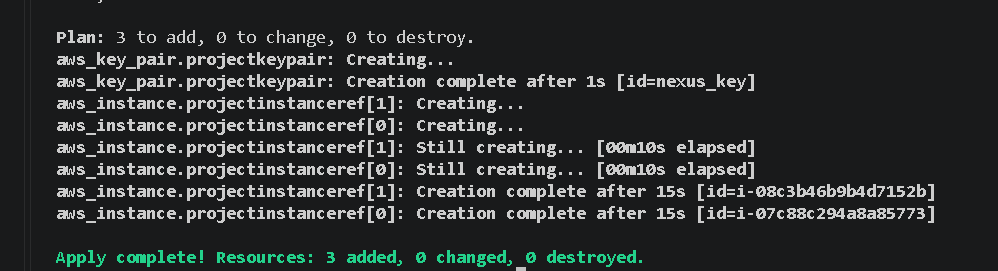 Plan: 3 to add, 0 to change, 0 to destroy.
aws_key_pair.projectkeypair: Creating...
aws_key_pair.projectkeypair: Creation complete after 1s [id=nexus_key]
aws_instance.projectinstanceref[1]: Creating...
aws_instance.projectinstanceref[0]: Creating...
aws_instance.projectinstanceref[1]: Still creating... [00m10s elapsed]
aws_instance.projectinstanceref[0]: Still creating... [00m10s elapsed]
aws_instance.projectinstanceref[1]: Creation complete after 15s [id=i-08c3b46b9b4d7152b]
aws_instance.projectinstanceref[0]: Creation complete after 15s [id=i-07c88c294a8a85773]
Apply complete! Resources: 3 added, 0 changed, 0 destroyed.